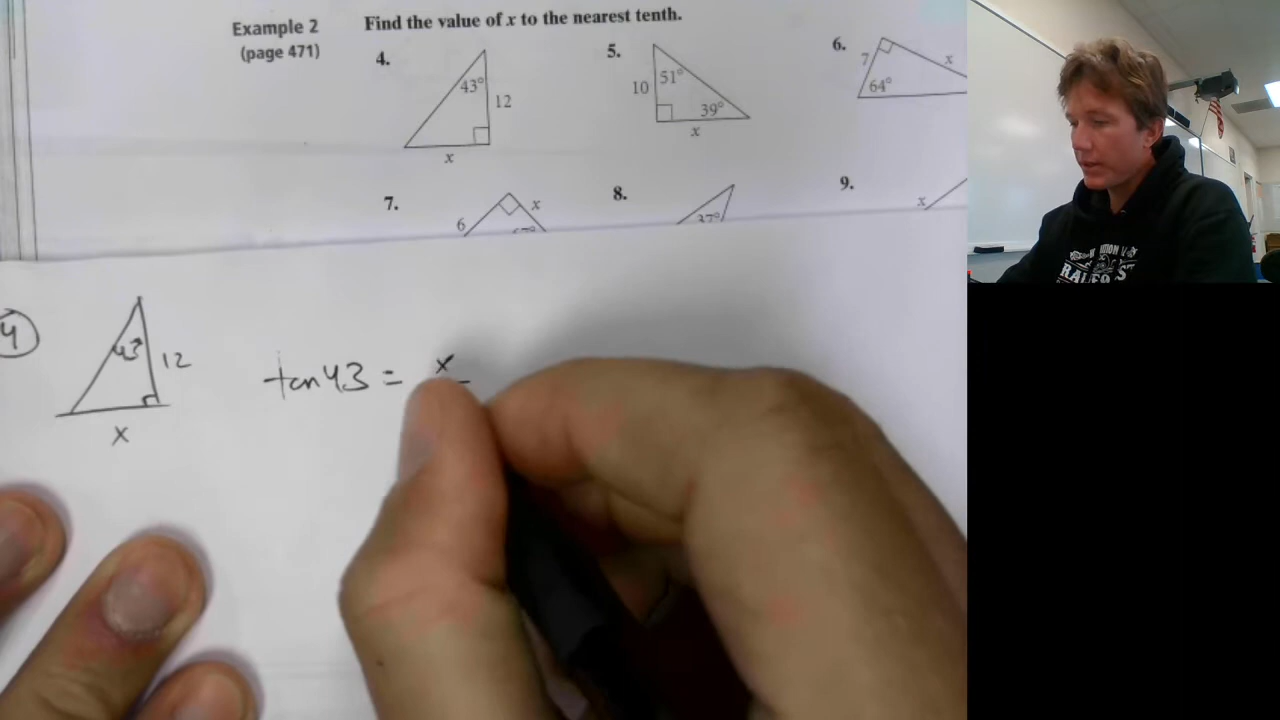 Example 2 Find the value of x to the nearest tenth.
(page 471)
4. 43° 12 x
5. 51° 10 39° x
6. 7 x 64°
7. 6 x
8. 37°
9. x
4 43° 12 x
tan 43 = x